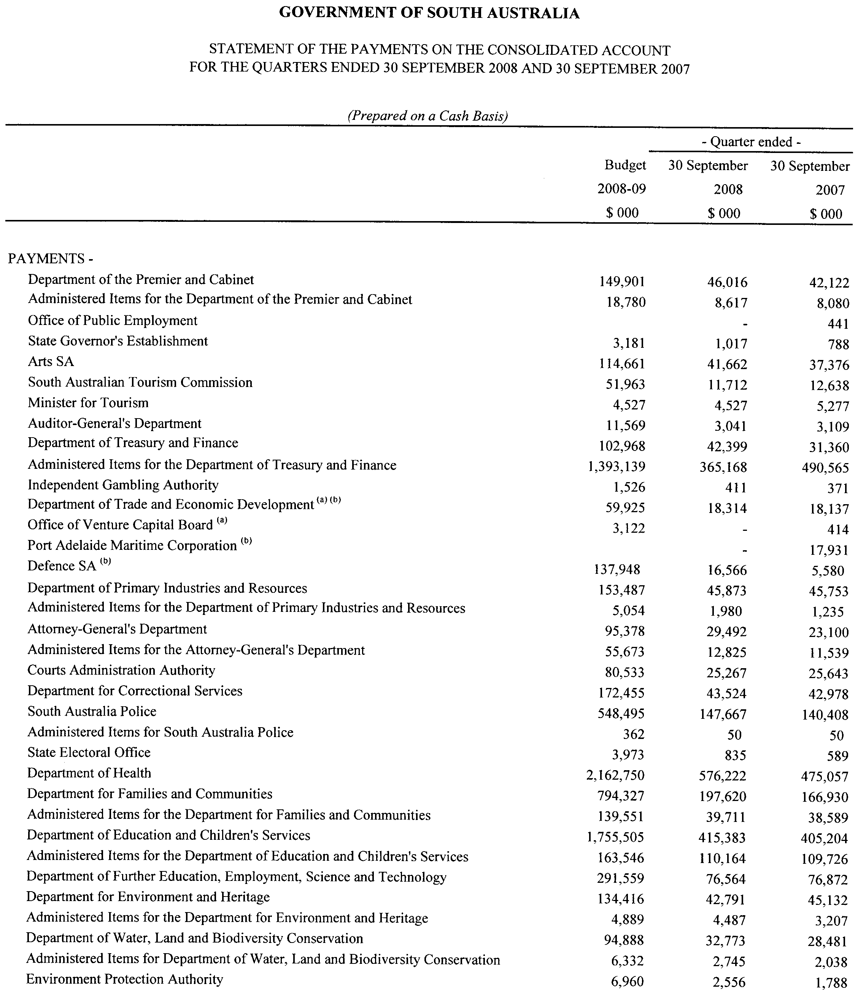 GOVERNMENT OF SOUTH AUSTRALIA
STATEMENT OF THE PAYMENTS ON THE CONSOLIDATED ACCOUNT
FOR THE QUARTERS ENDED 30 SEPTEMBER 2008 AND 30 SEPTEMBER 2007
(Prepared on a Cash Basis)
- Quarter ended -
Budget 30 September 30 September
2008-09 2008 2007
$ 000 $ 000 $ 000
PAYMENTS -
Department of the Premier and Cabinet 149,901 46,016 42,122
Administered Items for the Department of the Premier and Cabinet 18,780 8,617 8,080
Office of Public Employment - 441
State Governor's Establishment 3,181 1,017 788
Arts SA 114,661 41,662 37,376
South Australian Tourism Commission 51,963 11,712 12,638
Minister for Tourism 4,527 4,527 5,277
Auditor-General's Department 11,569 3,041 3,109
Department of Treasury and Finance 102,968 42,399 31,360
Administered Items for the Department of Treasury and Finance 1,393,139 365,168 490,565
Independent Gambling Authority 1,526 411 371
Department of Trade and Economic Development (a) (b) 59,925 18,314 18,137
Office of Venture Capital Board (a) 3,122 - 414
Port Adelaide Maritime Corporation (b) - 17,931
Defence SA (b) 137,948 16,566 5,580
Department of Primary Industries and Resources 153,487 45,873 45,753
Administered Items for the Department of Primary Industries and Resources 5,054 1,980 1,235
Attorney-General's Department 95,378 29,492 23,100
Administered Items for the Attorney-General's Department 55,673 12,825 11,539
Courts Administration Authority 80,533 25,267 25,643
Department for Correctional Services 172,455 43,524 42,978
South Australia Police 548,495 147,667 140,408
Administered Items for South Australia Police 362 50 50
State Electoral Office 3,973 835 589
Department of Health 2,162,750 576,222 475,057
Department for Families and Communities 794,327 197,620 166,930
Administered Items for the Department for Families and Communities 139,551 39,711 38,589
Department of Education and Children's Services 1,755,505 415,383 405,204
Administered Items for the Department of Education and Children's Services 163,546 110,164 109,726
Department of Further Education, Employment, Science and Technology 291,559 76,564 76,872
Department for Environment and Heritage 134,416 42,791 45,132
Administered Items for the Department for Environment and Heritage 4,889 4,487 3,207
Department of Water, Land and Biodiversity Conservation 94,888 32,773 28,481
Administered Items for Department of Water, Land and Biodiversity Conservation 6,332 2,745 2,038
Environment Protection Authority 6,960 2,556 1,788